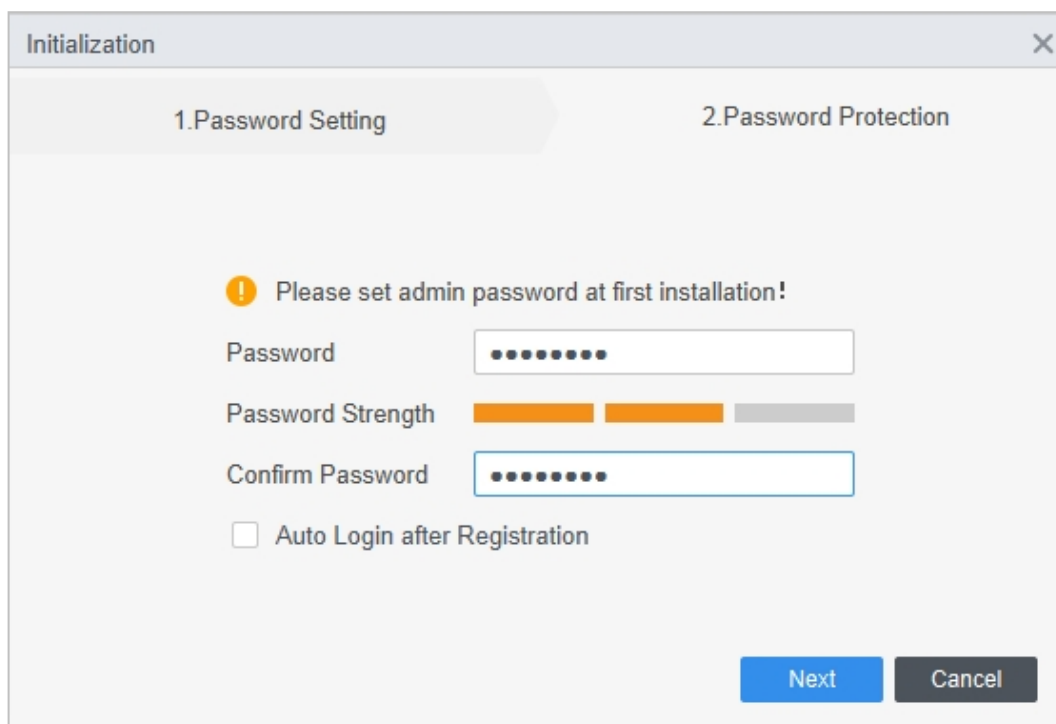 Initialization
1.Password Setting
2.Password Protection
Please set admin password at first installation!
Password
••••••••
Password Strength
Confirm Password
••••••••
Auto Login after Registration
Next
Cancel